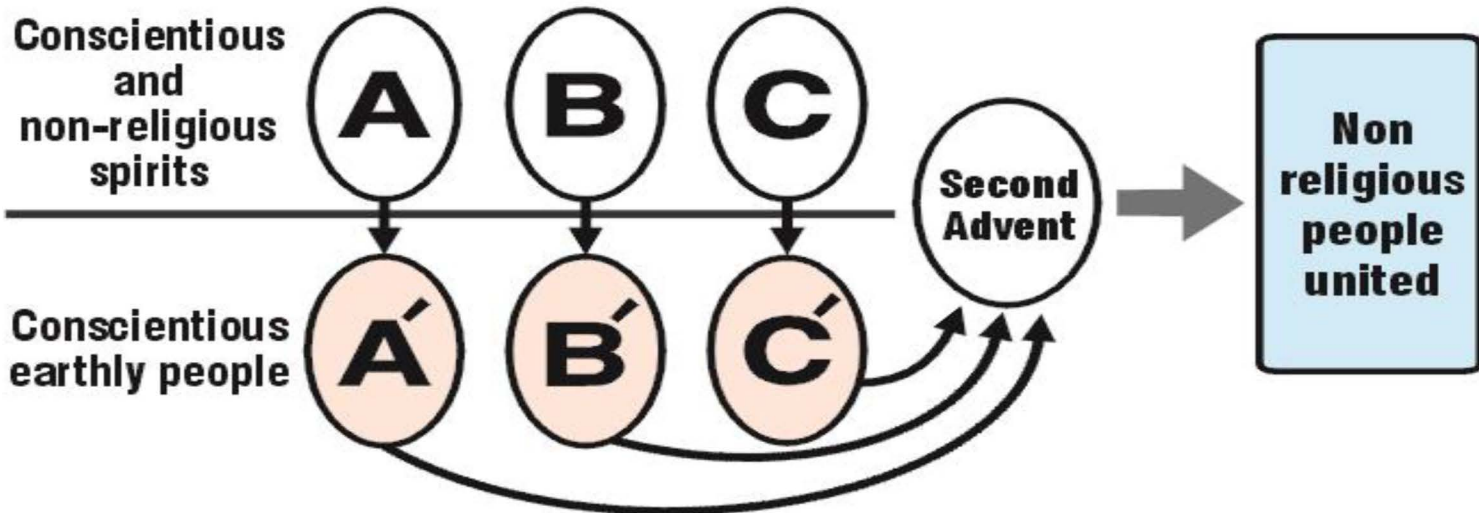 Conscientious
and
non-religious
spirits
A
B
C
Second
Advent
Non
religious
people
united
Conscientious
earthly people
A´
B´
C´